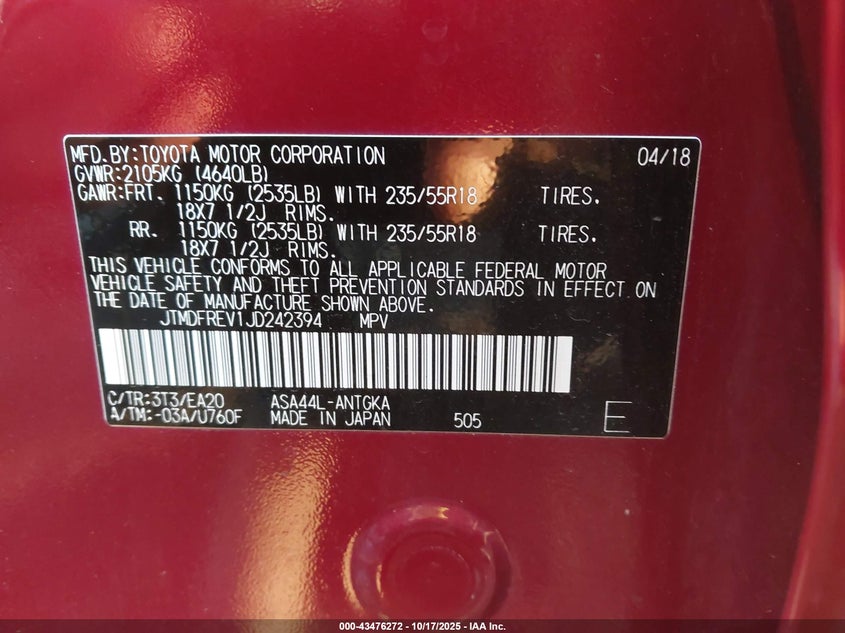 MFD.BY:TOYOTA MOTOR CORPORATION 04/18
GVWR:2105KG (4640LB)
GAWR:FRT. 1150KG (2535LB) WITH 235/55R18 TIRES,
18X7 1/2J RIMS.
RR. 1150KG (2535LB) WITH 235/55R18 TIRES,
18X7 1/2J RIMS.
THIS VEHICLE CONFORMS TO ALL APPLICABLE FEDERAL MOTOR
VEHICLE SAFETY AND THEFT PREVENTION STANDARDS IN EFFECT ON
THE DATE OF MANUFACTURE SHOWN ABOVE.
JTMDFREV1JD242394 MPV
C/TR:3T3/EA20 ASA44L-ANTGKA
A/TM:-03A/U760F MADE IN JAPAN 505 E
000-43476272 - 10/17/2025 - IAA Inc.